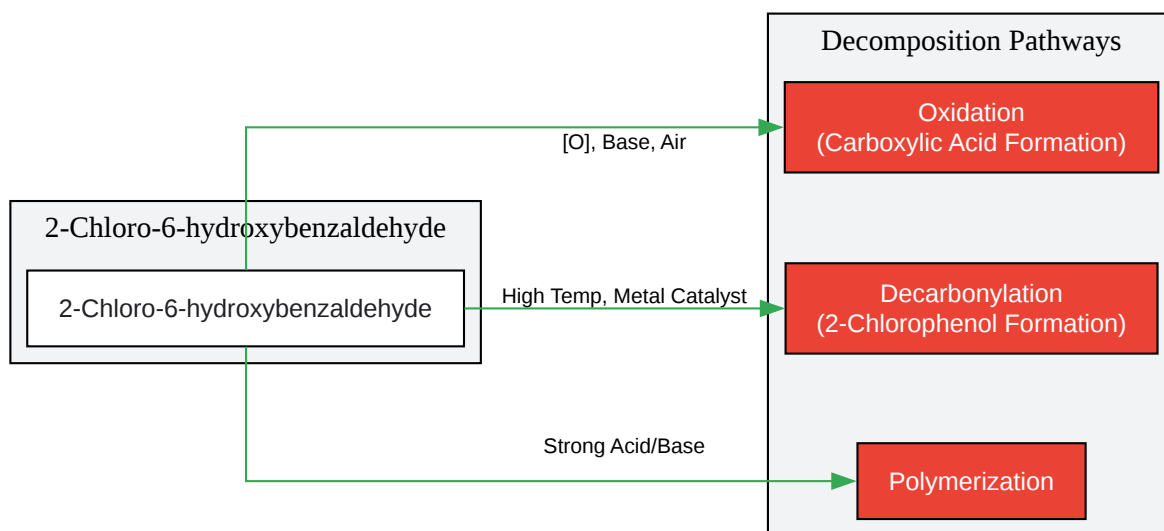 Decomposition Pathways
Oxidation
(Carboxylic Acid Formation)
[O], Base, Air
2-Chloro-6-hydroxybenzaldehyde
2-Chloro-6-hydroxybenzaldehyde
High Temp, Metal Catalyst
Decarbonylation
(2-Chlorophenol Formation)
Strong Acid/Base
Polymerization